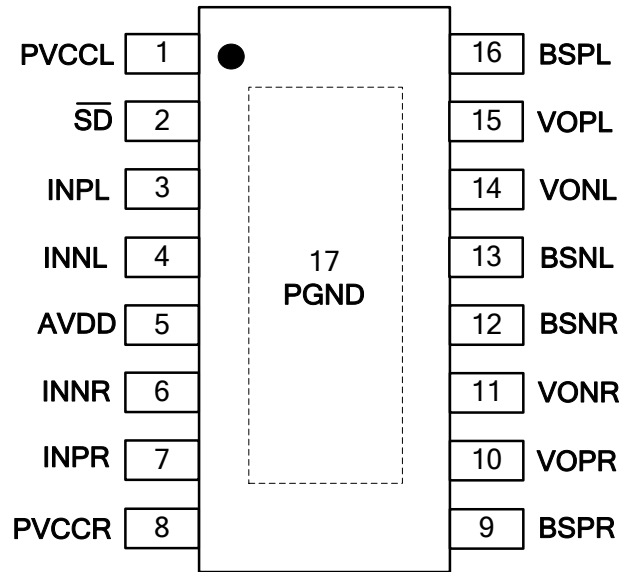 PVCCL 1 16 BSPL
S̅D̅ 2 15 VOPL
INPL 3 14 VONL
INNL 4 13 BSNL
17
PGND
AVDD 5 12 BSNR
INNR 6 11 VONR
INPR 7 10 VOPR
PVCCR 8 9 BSPR